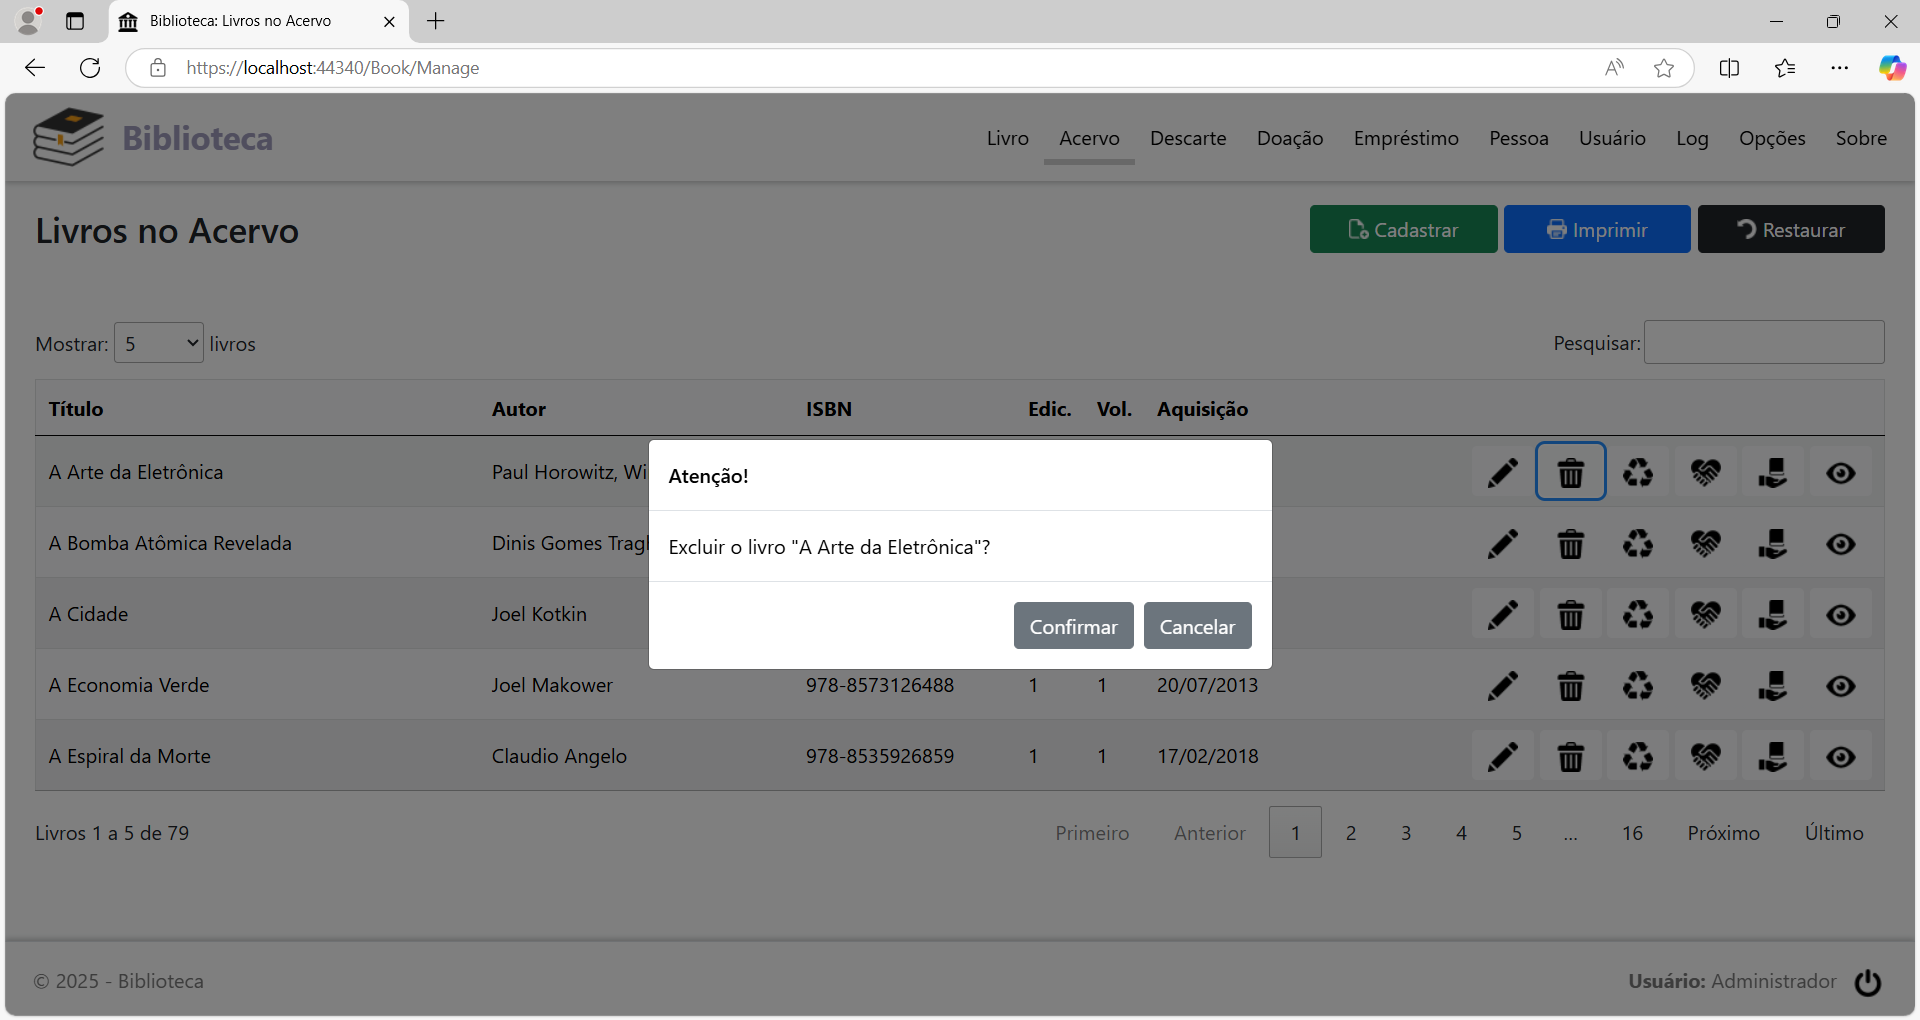 Biblioteca: Livros no Acervo
https://localhost:44340/Book/Manage
Biblioteca
Livro Acervo Descarte Doação Empréstimo Pessoa Usuário Log Opções Sobre
Livros no Acervo
Cadastrar Imprimir Restaurar
Mostrar: 5 livros
Pesquisar:
Título Autor ISBN Edic. Vol. Aquisição
A Arte da Eletrônica Paul Horowitz,
A Bomba Atômica Revelada Dinis Gomes
A Cidade Joel Kotkin
Atenção!
Excluir o livro "A Arte da Eletrônica"?
Confirmar Cancelar
A Economia Verde Joel Makower 978-8573126488 1 1 20/07/2013
A Espiral da Morte Claudio Angelo 978-8535926859 1 1 17/02/2018
Livros 1 a 5 de 79
Primeiro Anterior 1 2 3 4 5 ... 16 Próximo Último
© 2025 - Biblioteca
Usuário: Administrador